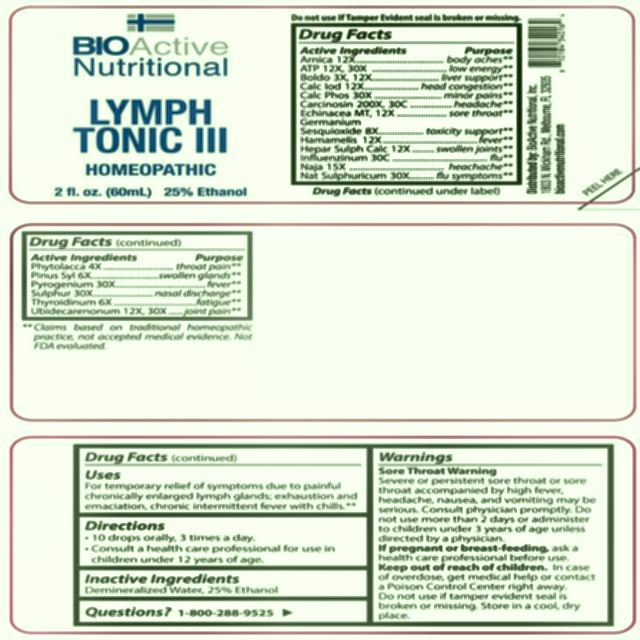 BIOActive
Nutritional
LYMPH
TONIC III
HOMEOPATHIC
2 fl. oz. (60mL) 25% Ethanol
Do not use if Tamper Evident seal is broken or missing.
Drug Facts
Active Ingredients Purpose
Arnica 12X body aches**
ATP 12X, 30X low energy**
Boldo 3X, 12X liver support**
Calc Iod 12X head congestion**
Calc Phos 30X minor pains**
Carcinosin 200X, 30C headache**
Echinacea MT, 12X sore throat
Germanium
Sesquioxide 8X toxicity support**
Hamamelis 12X fever**
Hepar Sulph Calc 12X swollen joints**
Influenzinum 30C flu**
Naja 15X heachache**
Nat Sulphuricum 30X flu symptoms**
Drug Facts (continued under label)
Distributed by: BioActive Nutritional, Inc.
1803 N. Wickham Rd., Melbourne, FL 32935
bioactivenutritional.com
PEEL HERE
Drug Facts (continued)
Active Ingredients Purpose
Phytolacca 4X throat pain**
Pinus Syl 6X swollen glands**
Pyrogenium 30X fever**
Sulphur 30X nasal discharge**
Thyroidinum 6X fatigue**
Ubidecarenonum 12X, 30X joint pain**
** Claims based on traditional homeopathic
practice, not accepted medical evidence. Not
FDA evaluated.
Drug Facts (continued)
Uses
For temporary relief of symptoms due to painful
chronically enlarged lymph glands; exhaustion and
emaciation, chronic intermittent fever with chills.**
Directions
• 10 drops orally, 3 times a day.
• Consult a health care professional for use in
children under 12 years of age.
Inactive Ingredients
Demineralized Water, 25% Ethanol
Questions? 1-800-288-9525 ▶
Warnings
Sore Throat Warning
Severe or persistent sore throat or sore
throat accompanied by high fever,
headache, nausea, and vomiting may be
serious. Consult physician promptly. Do
not use more than 2 days or administer
to children under 3 years of age unless
directed by a physician.
If pregnant or breast-feeding, ask a
health care professional before use.
Keep out of reach of children. In case
of overdose, get medical help or contact
a Poison Control Center right away.
Do not use if tamper evident seal is
broken or missing. Store in a cool, dry
place.